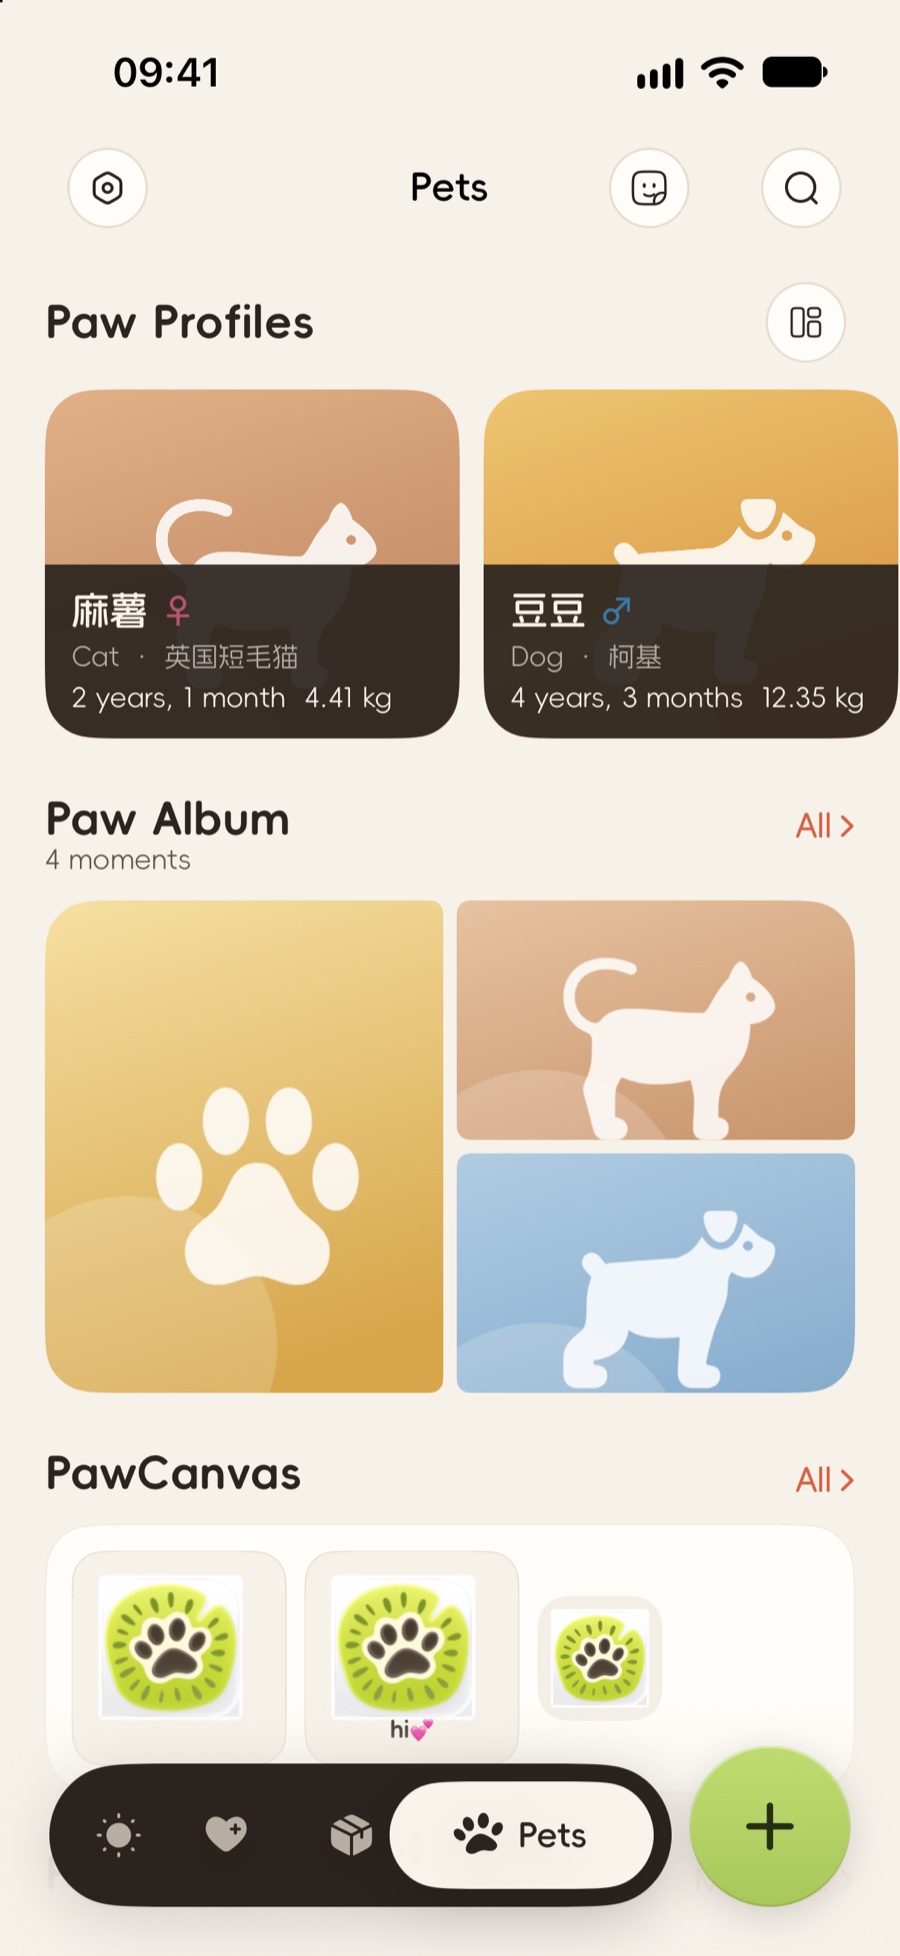 09:41
Pets
Paw Profiles
麻薯 ♀
Cat · 英国短毛猫
2 years, 1 month 4.41 kg
豆豆 ♂
Dog · 柯基
4 years, 3 months 12.35 kg
Paw Album
All >
4 moments
PawCanvas
All >
hi💕
Pets